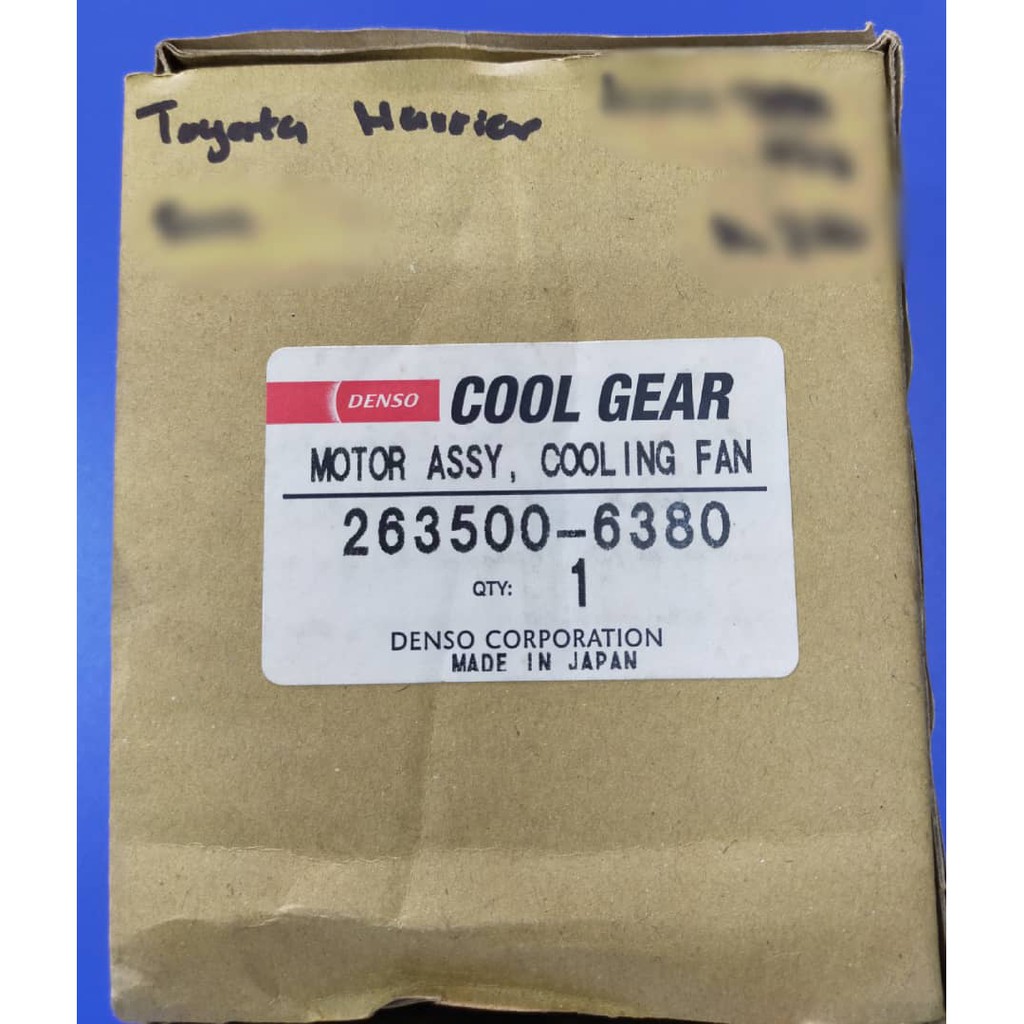 Toyota Harrier
DENSO COOL GEAR
MOTOR ASSY, COOLING FAN
263500-6380
QTY: 1
DENSO CORPORATION
MADE IN JAPAN